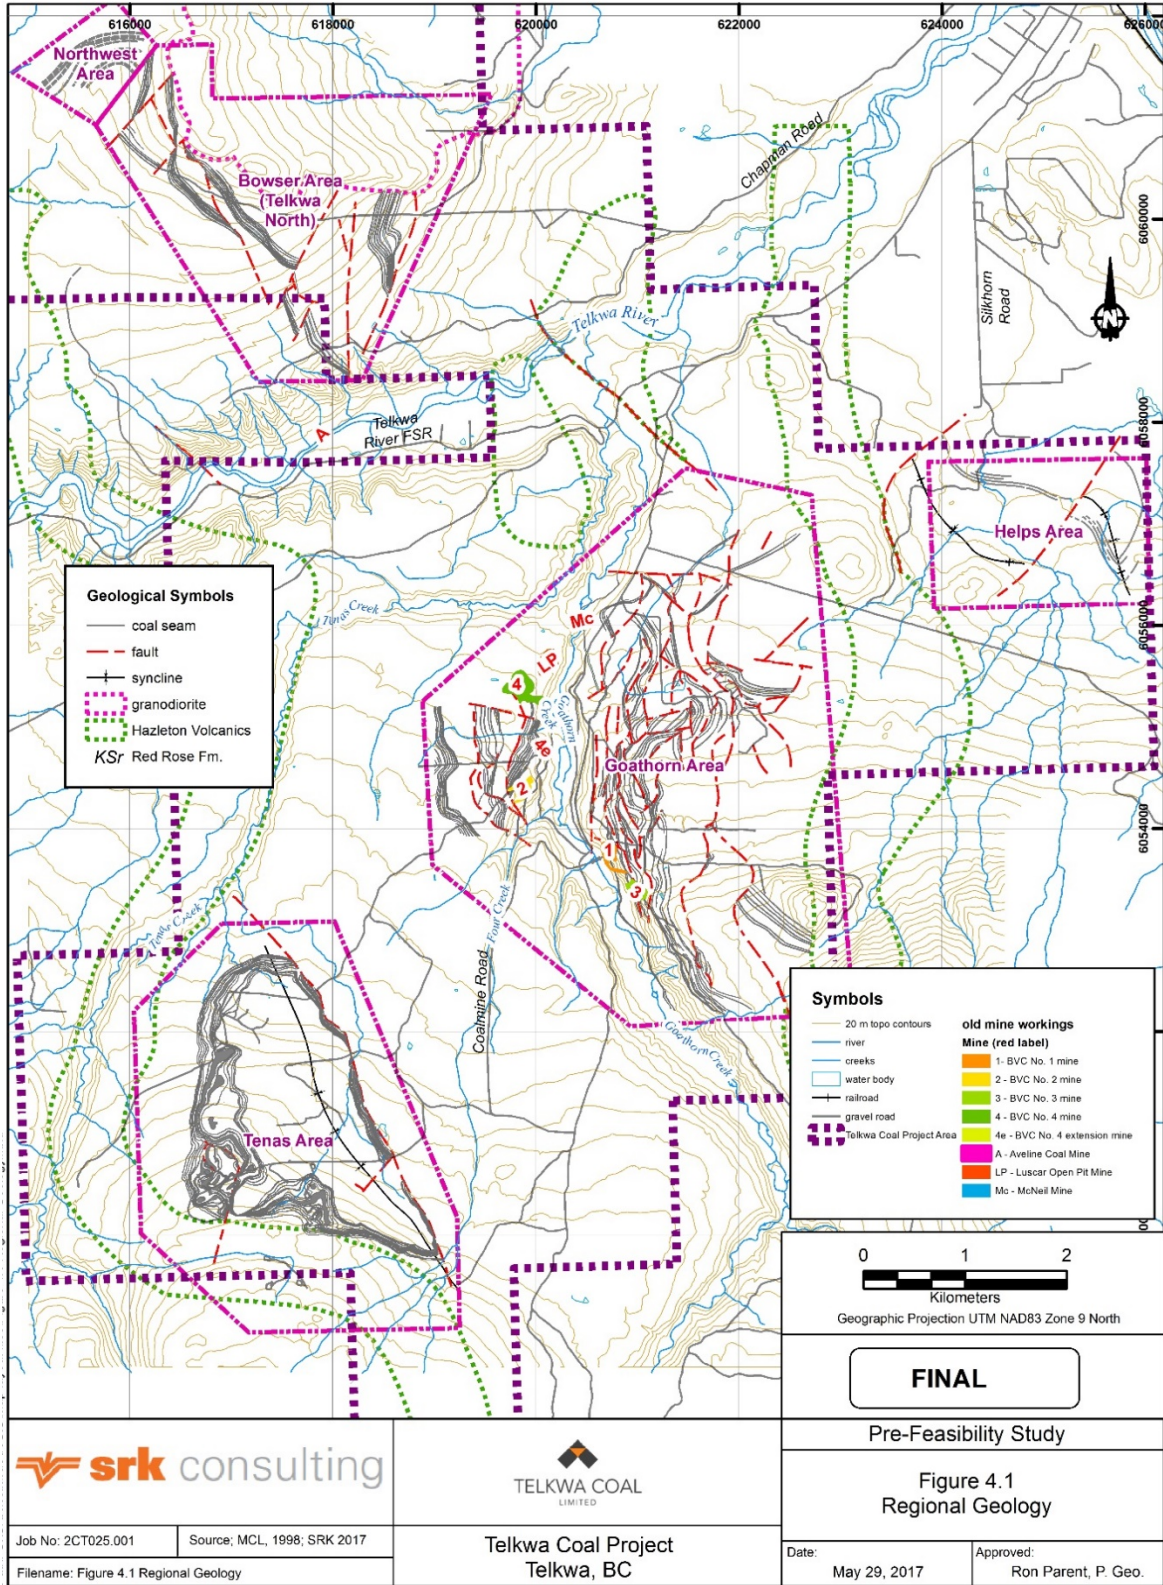 616000
618000
620000
622000
624000
626000
Northwest
Area
Bowser Area
(Telkwa
North)
Chapman Road
6060000
Silkhorn
Road
N
Telkwa River
Telkwa
River FSR
A
6058000
Helps Area
Geological Symbols
coal seam
fault
syncline
granodiorite
Hazleton Volcanics
KSr Red Rose Fm.
Tenas Creek
Mc
6056000
LP
4
Goathorn
Creek
4e
Goathorn Area
2
1
6054000
3
Tenas Creek
Four Creek
Coalmine Road
Goathorn Creek
Tenas Area
Symbols
20 m topo contours
river
creeks
water body
railroad
gravel road
Telkwa Coal Project Area
old mine workings
Mine (red label)
1- BVC No. 1 mine
2 - BVC No. 2 mine
3 - BVC No. 3 mine
4 - BVC No. 4 mine
4e - BVC No. 4 extension mine
A - Aveline Coal Mine
LP - Luscar Open Pit Mine
Mc - McNeil Mine
0 1 2
Kilometers
Geographic Projection UTM NAD83 Zone 9 North
FINAL
srk consulting
TELKWA COAL
LIMITED
Pre-Feasibility Study
Figure 4.1
Regional Geology
Job No: 2CT025.001
Source; MCL, 1998; SRK 2017
Filename: Figure 4.1 Regional Geology
Telkwa Coal Project
Telkwa, BC
Date:
May 29, 2017
Approved:
Ron Parent, P. Geo.